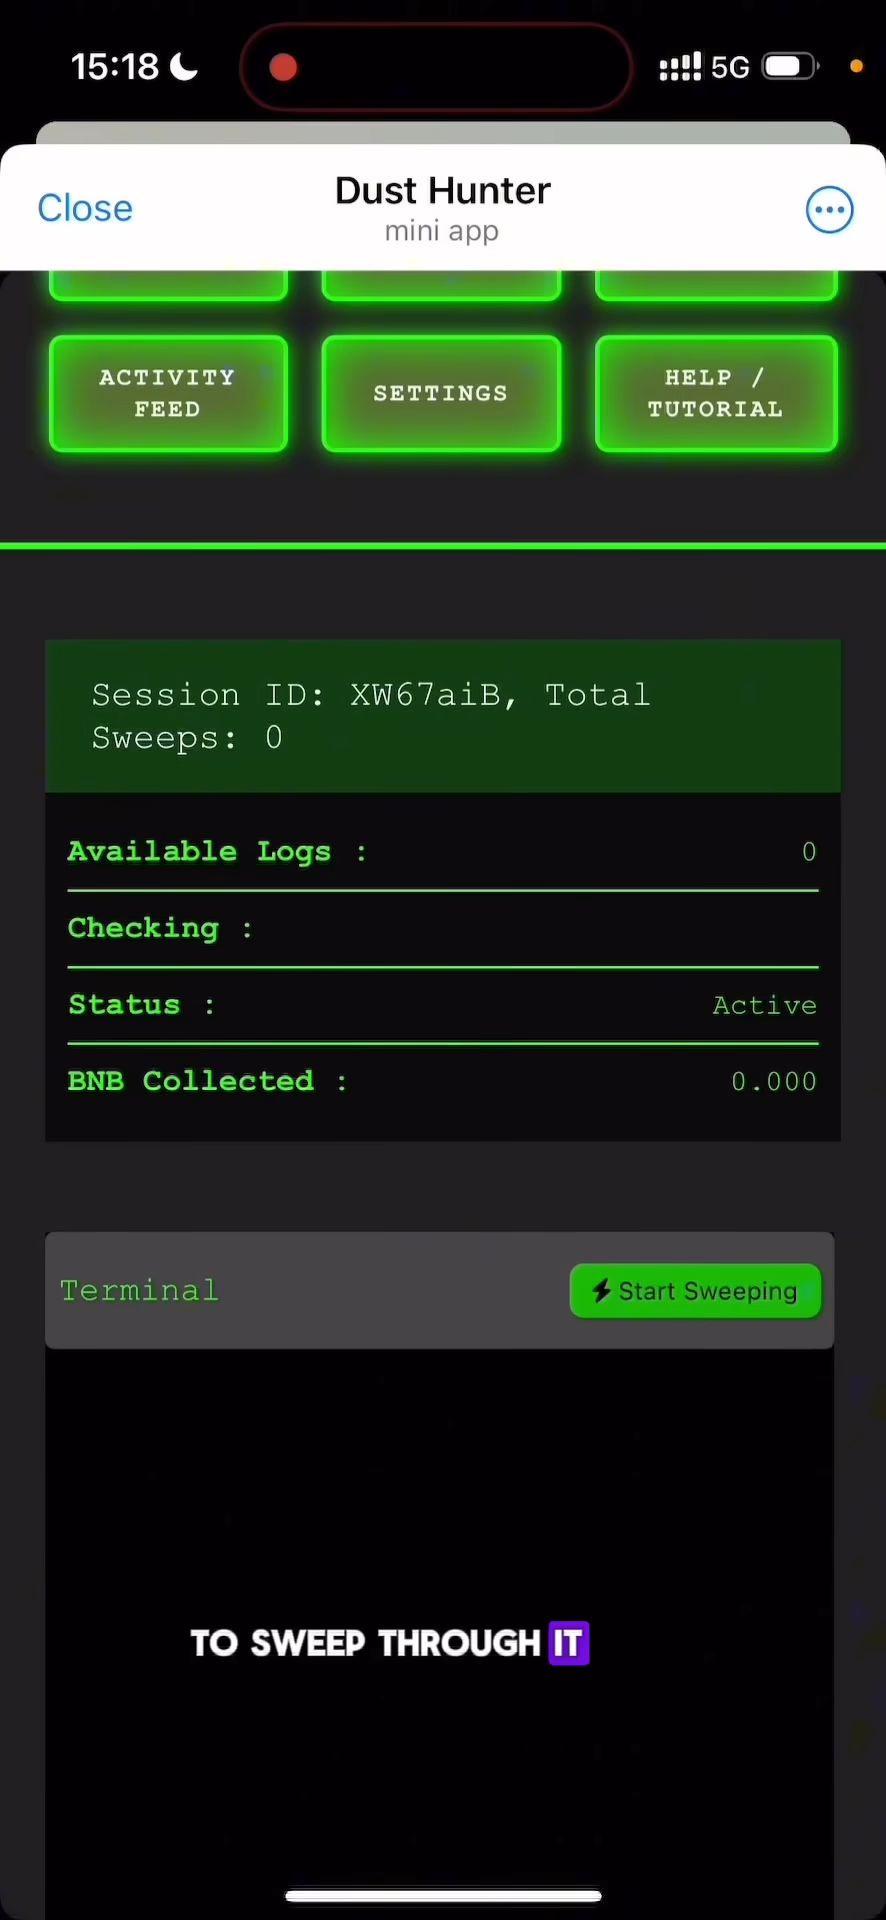 15:18
5G
Close
Dust Hunter
mini app
ACTIVITY
FEED
SETTINGS
HELP /
TUTORIAL
Session ID: XW67aiB, Total
Sweeps: 0
Available Logs : 0
Checking :
Status : Active
BNB Collected : 0.000
Terminal
Start Sweeping
TO SWEEP THROUGH IT